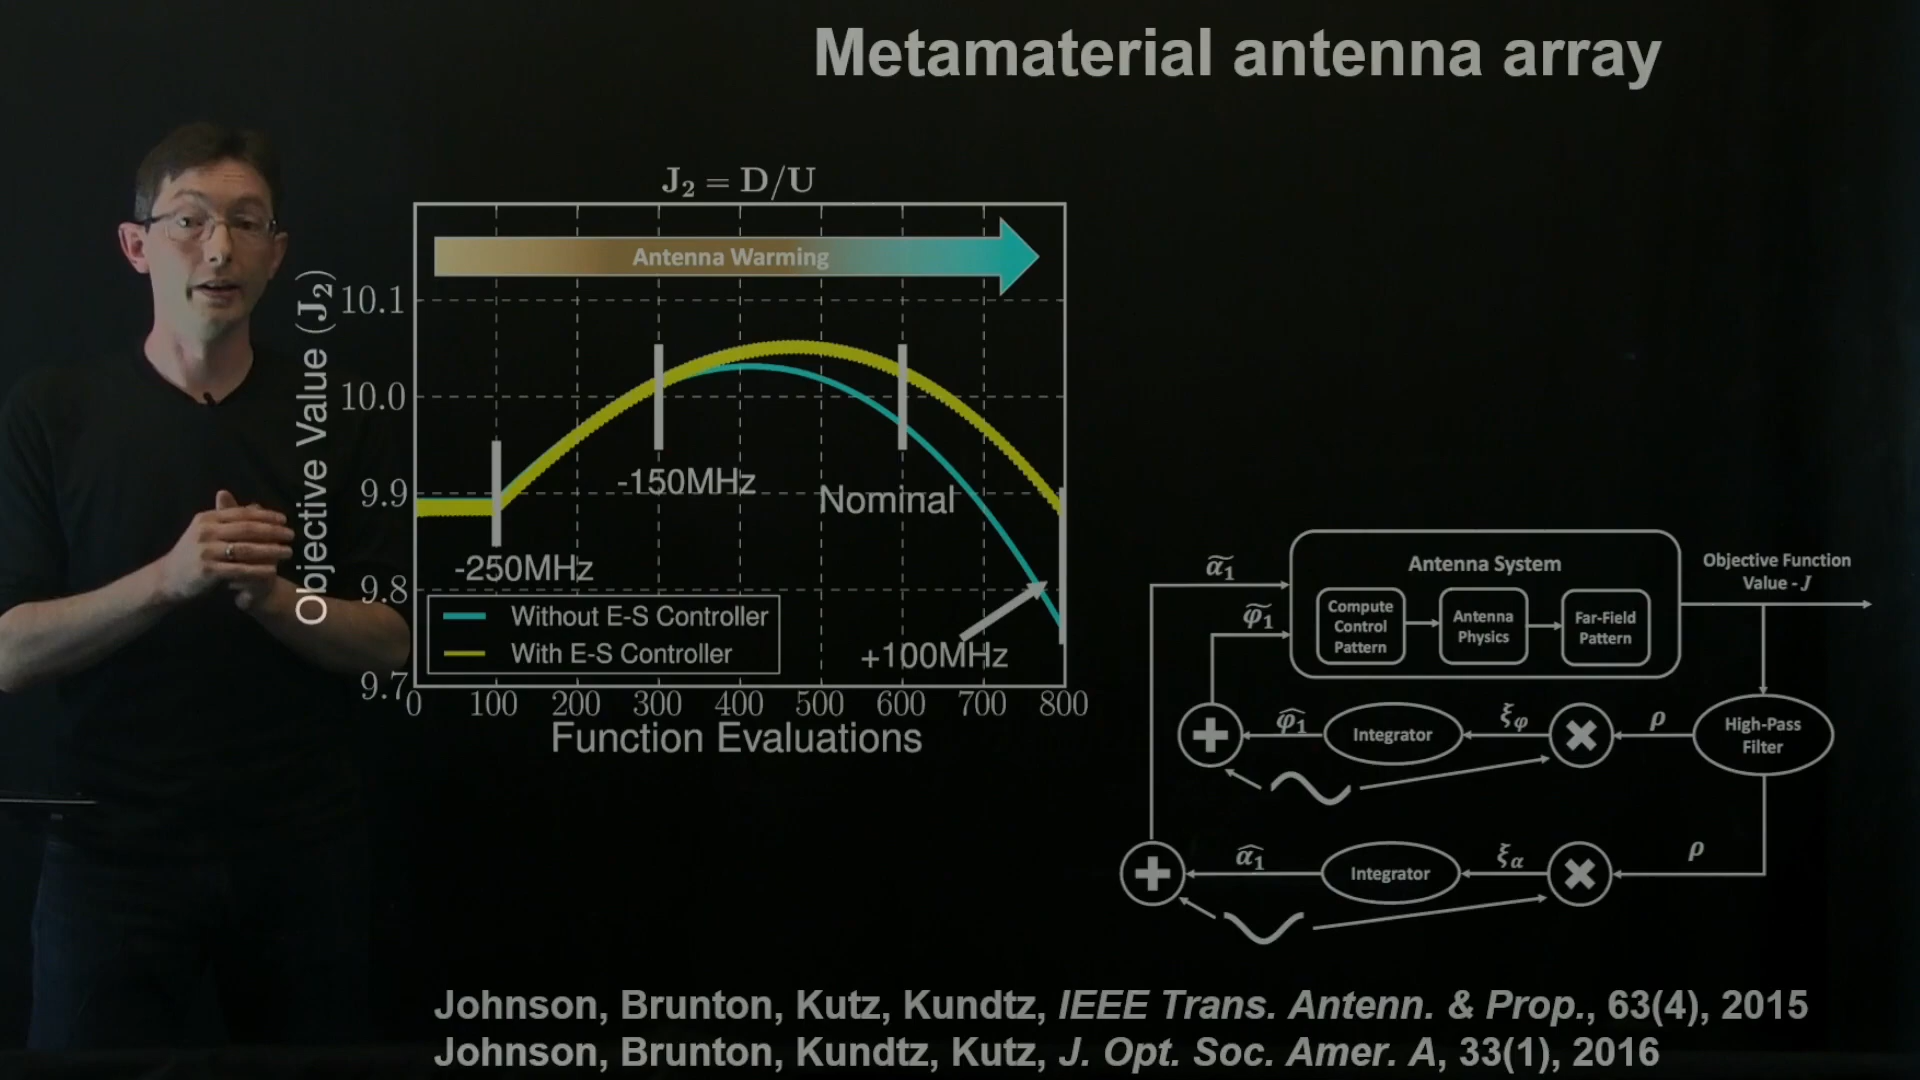 Metamaterial antenna array
J₂ = D/U
Antenna Warming
Objective Value (J₂)
10.1
10.0
9.9
9.8
9.7
-150MHz
Nominal
-250MHz
+100MHz
Without E-S Controller
With E-S Controller
0 100 200 300 400 500 600 700 800
Function Evaluations
Antenna System
Compute
Control
Pattern
Antenna
Physics
Far-Field
Pattern
Objective Function
Value - J
α̃₁
φ̃₁
φ̂₁
Integrator
ξφ
ρ
High-Pass
Filter
α̂₁
Integrator
ξα
ρ
Johnson, Brunton, Kutz, Kundtz, IEEE Trans. Antenn. & Prop., 63(4), 2015
Johnson, Brunton, Kundtz, Kutz, J. Opt. Soc. Amer. A, 33(1), 2016